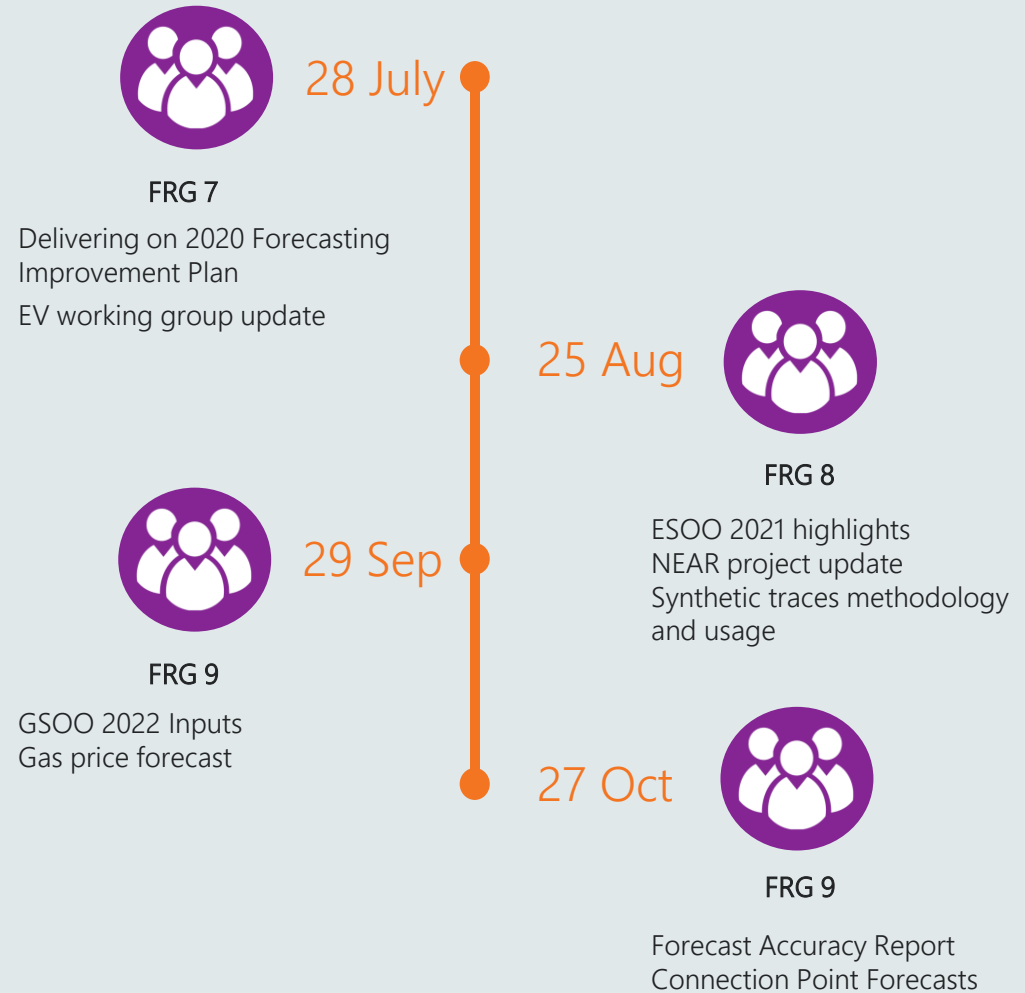 28 July
FRG 7
Delivering on 2020 Forecasting
Improvement Plan
EV working group update
25 Aug
FRG 8
ESOO 2021 highlights
NEAR project update
Synthetic traces methodology
and usage
29 Sep
FRG 9
GSOO 2022 Inputs
Gas price forecast
27 Oct
FRG 9
Forecast Accuracy Report
Connection Point Forecasts